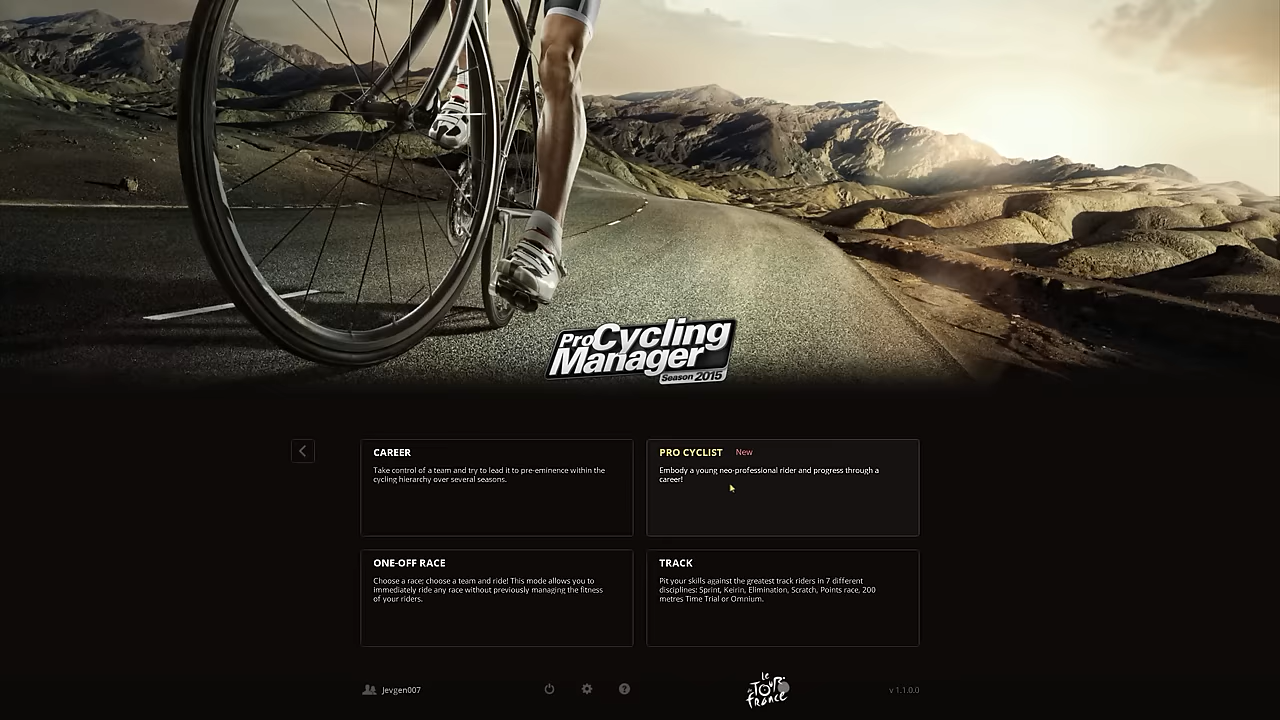 Pro Cycling
Manager
Season 2015
CAREER
Take control of a team and try to lead it to pre-eminence within the
cycling hierarchy over several seasons.
PRO CYCLIST New
Embody a young neo-professional rider and progress through a
career!
ONE-OFF RACE
Choose a race; choose a team and ride! This mode allows you to
immediately ride any race without previously managing the fitness
of your riders.
TRACK
Pit your skills against the greatest track riders in 7 different
disciplines: Sprint, Keirin, Elimination, Scratch, Points race, 200
metres Time Trial or Omnium.
Jevgen007
?
le
Tour
de
france
v 1.1.0.0